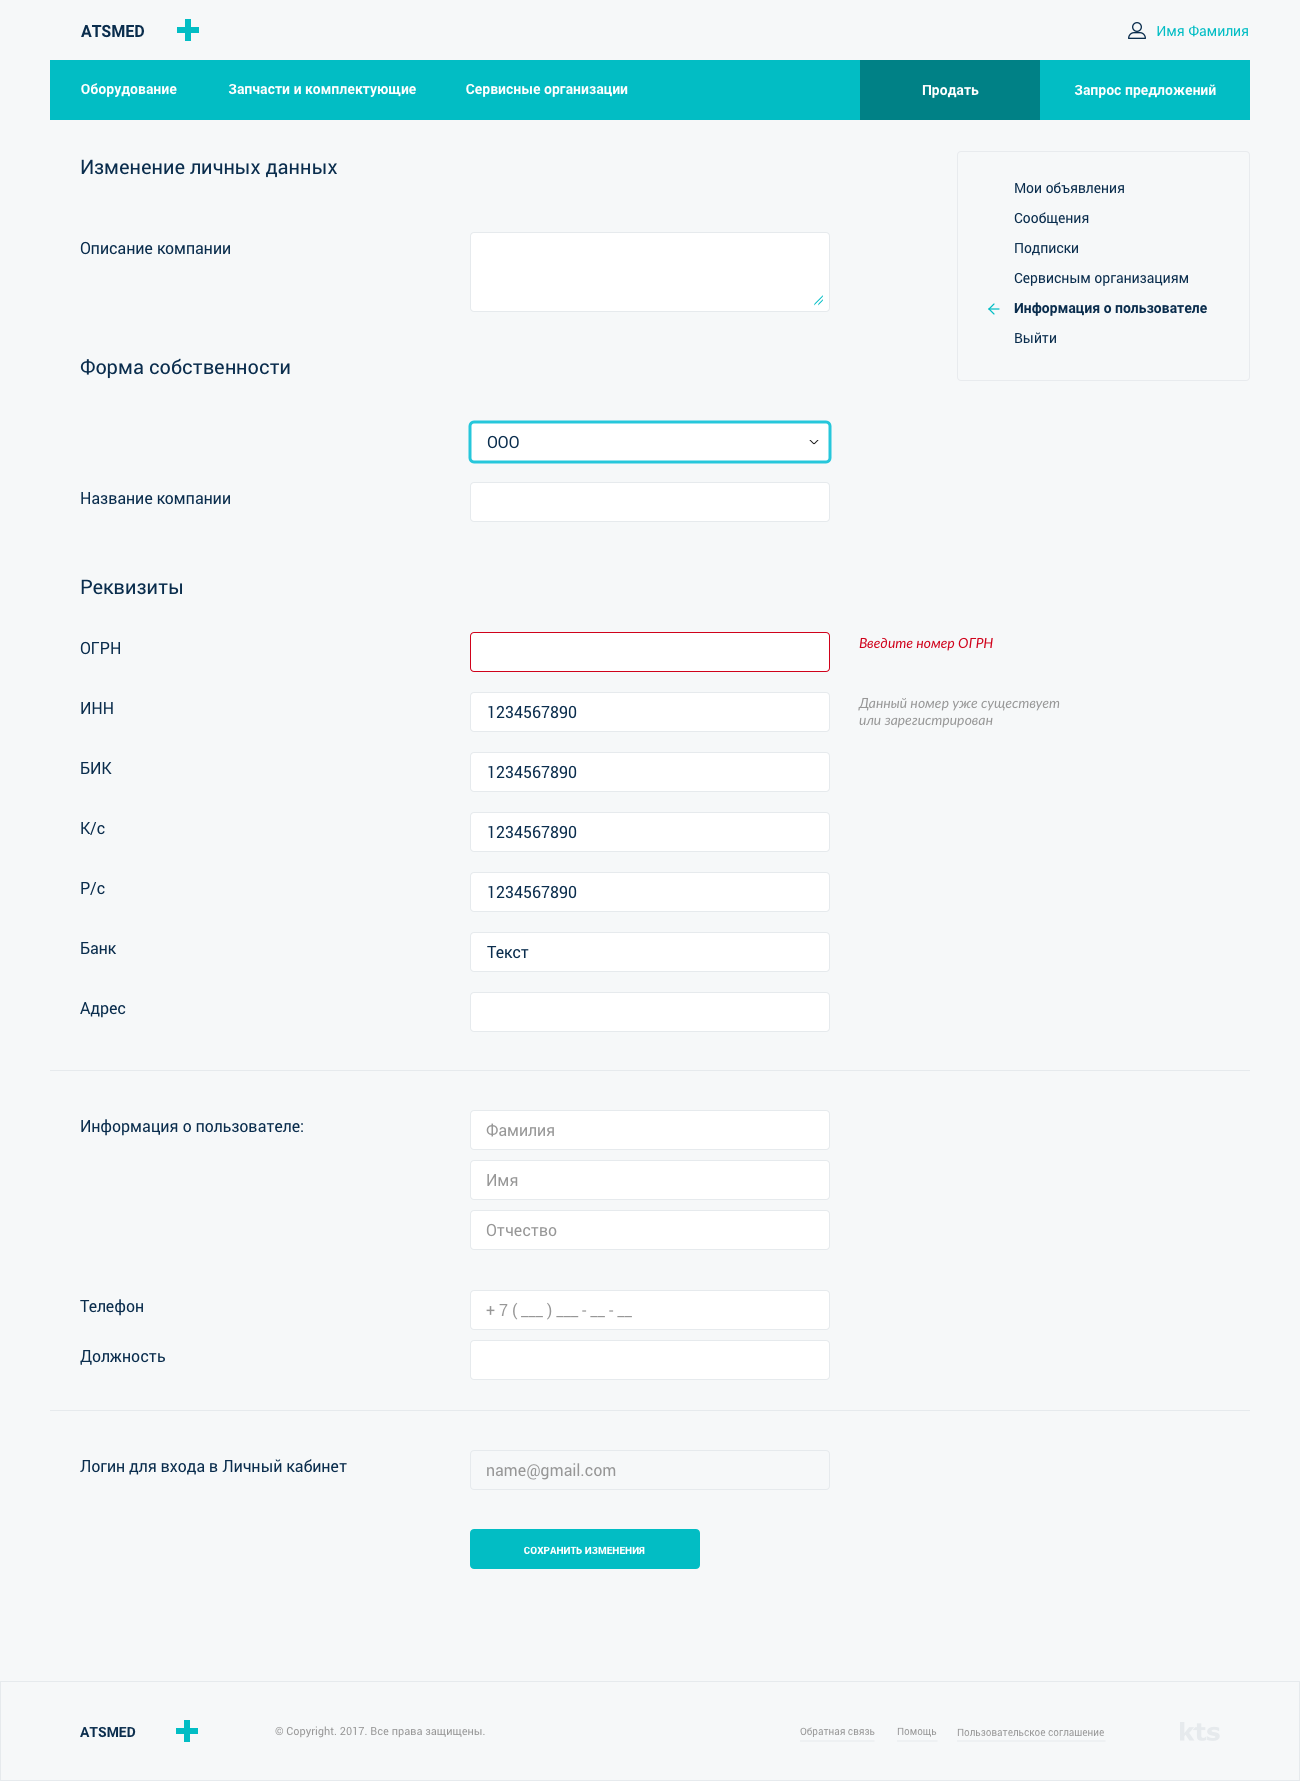 ATSMED
Имя Фамилия
Оборудование
Запчасти и комплектующие
Сервисные организации
Продать
Запрос предложений
Изменение личных данных
Мои объявления
Сообщения
Подписки
Сервисным организациям
Информация о пользователе
Выйти
Описание компании
Форма собственности
ООО
Название компании
Реквизиты
ОГРН
Введите номер ОГРН
ИНН
1234567890
Данный номер уже существует
или зарегистрирован
БИК
1234567890
К/с
1234567890
Р/с
1234567890
Банк
Текст
Адрес
Информация о пользователе:
Фамилия
Имя
Отчество
Телефон
+ 7 ( ___ ) ___ - __ - __
Должность
Логин для входа в Личный кабинет
name@gmail.com
СОХРАНИТЬ ИЗМЕНЕНИЯ
ATSMED
© Copyright. 2017. Все права защищены.
Обратная связь
Помощь
Пользовательское соглашение
kts